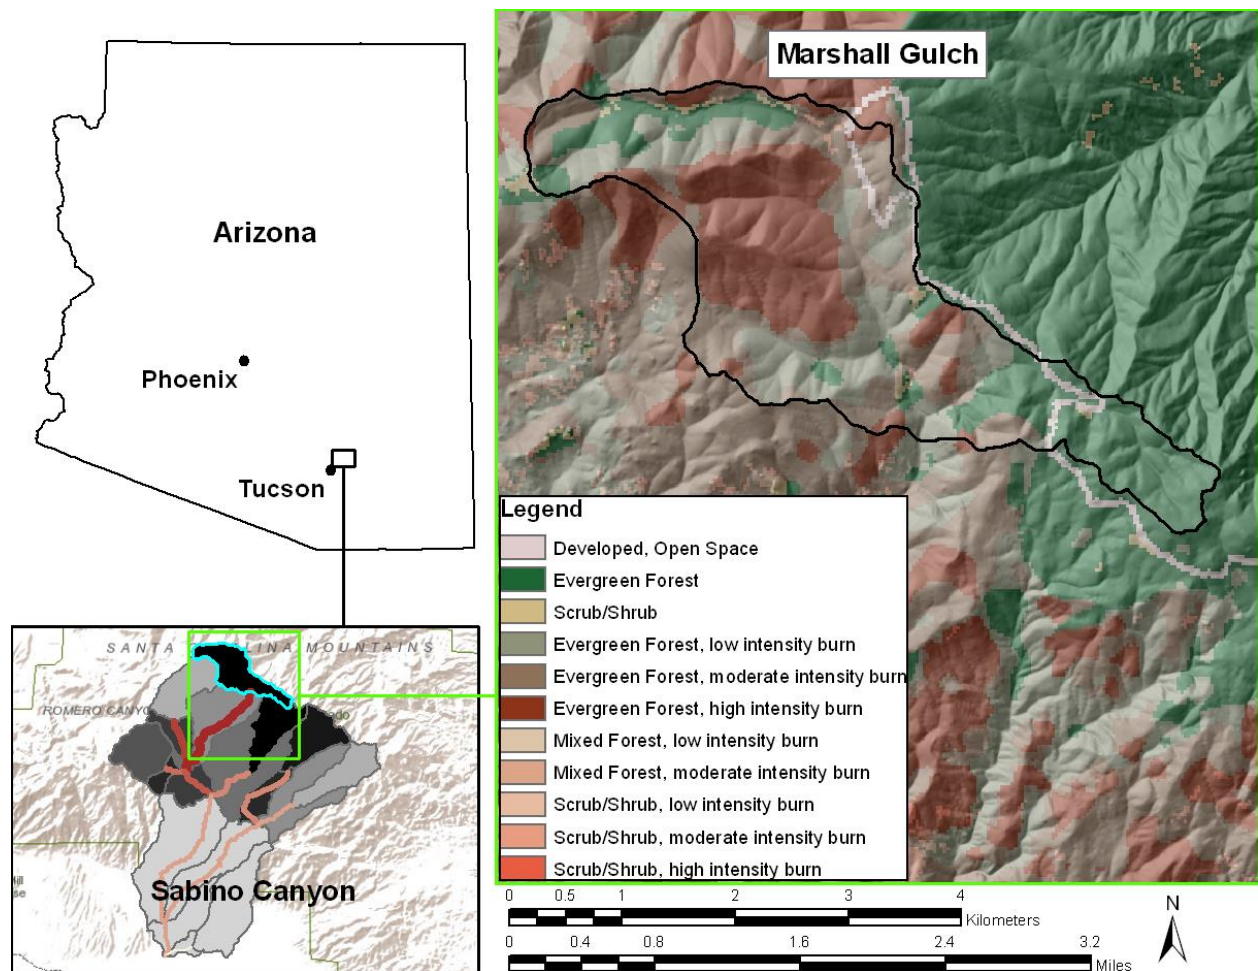 Marshall Gulch
Arizona
Phoenix
Tucson
Legend
Developed, Open Space
Evergreen Forest
Scrub/Shrub
Evergreen Forest, low intensity burn
Evergreen Forest, moderate intensity burn
Evergreen Forest, high intensity burn
Mixed Forest, low intensity burn
Mixed Forest, moderate intensity burn
Scrub/Shrub, low intensity burn
Scrub/Shrub, moderate intensity burn
Scrub/Shrub, high intensity burn
SANTA
LINA MOUNTAINS
ROMERO CANYO
do
Sabino Canyon
0 0.5 1 2 3 4
Kilometers
0 0.4 0.8 1.6 2.4 3.2
Miles
N